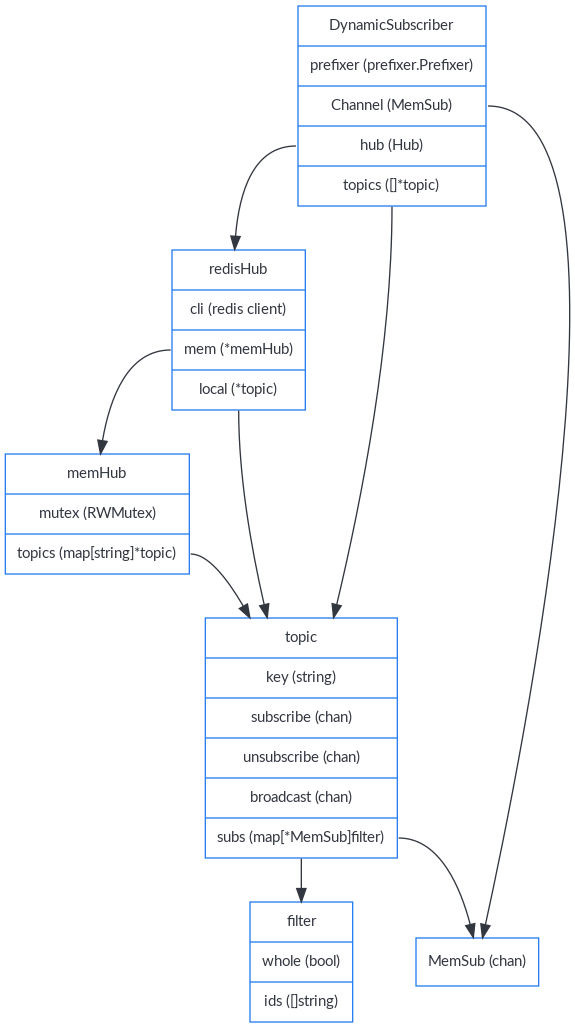 DynamicSubscriber
prefixer (prefixer.Prefixer)
Channel (MemSub)
hub (Hub)
topics ([]*topic)
redisHub
cli (redis client)
mem (*memHub)
local (*topic)
memHub
mutex (RWMutex)
topics (map[string]*topic)
topic
key (string)
subscribe (chan)
unsubscribe (chan)
broadcast (chan)
subs (map[*MemSub]filter)
filter
whole (bool)
ids ([]string)
MemSub (chan)